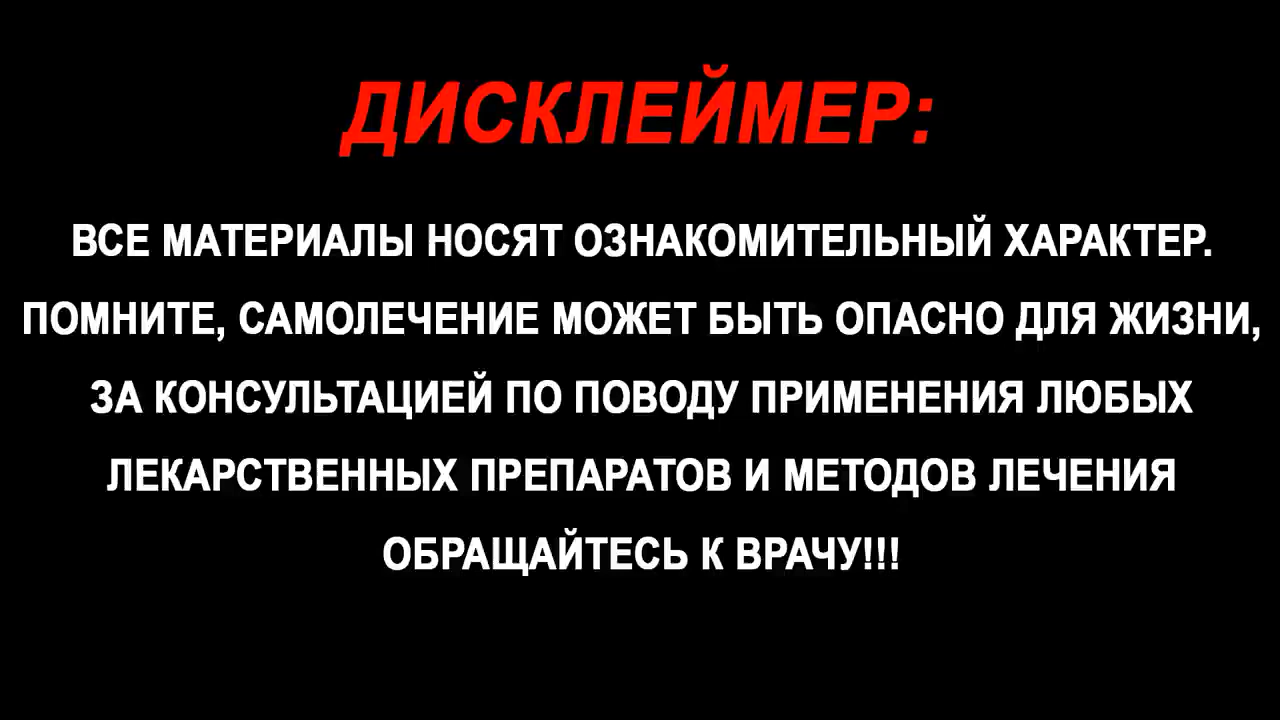 ДИСКЛЕЙМЕР:
ВСЕ МАТЕРИАЛЫ НОСЯТ ОЗНАКОМИТЕЛЬНЫЙ ХАРАКТЕР.
ПОМНИТЕ, САМОЛЕЧЕНИЕ МОЖЕТ БЫТЬ ОПАСНО ДЛЯ ЖИЗНИ,
ЗА КОНСУЛЬТАЦИЕЙ ПО ПОВОДУ ПРИМЕНЕНИЯ ЛЮБЫХ
ЛЕКАРСТВЕННЫХ ПРЕПАРАТОВ И МЕТОДОВ ЛЕЧЕНИЯ
ОБРАЩАЙТЕСЬ К ВРАЧУ!!!